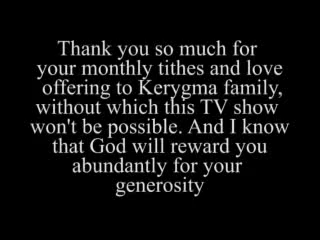 Thank you so much for
your monthly tithes and love
offering to Kerygma family,
without which this TV show
won't be possible. And I know
that God will reward you
abundantly for your
generosity